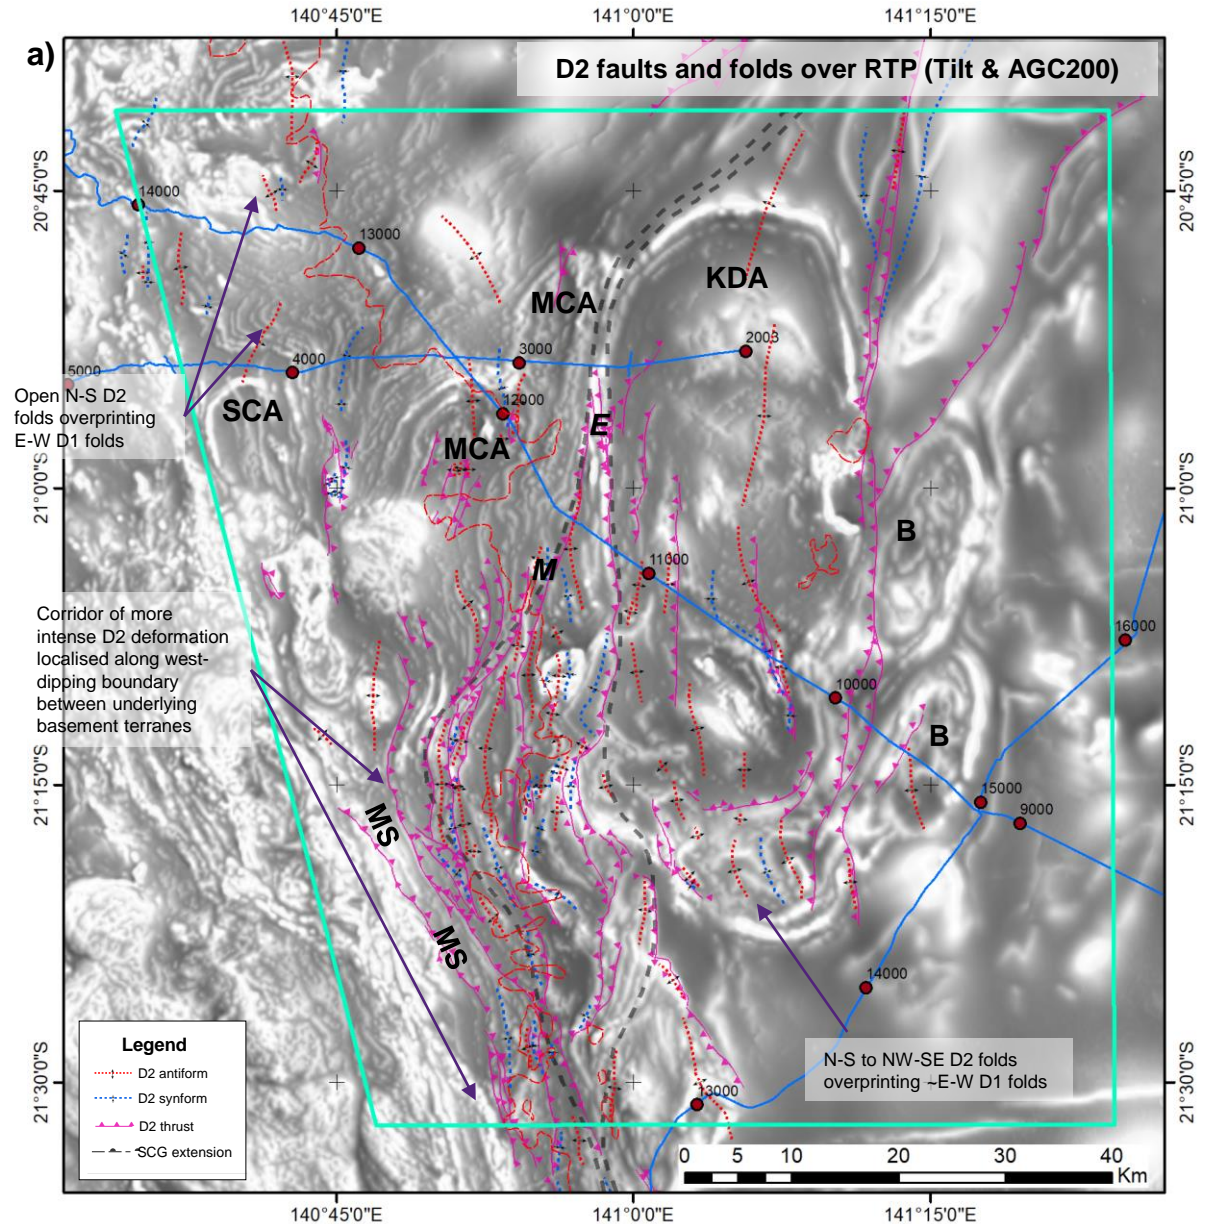 140°45'0"E 141°0'0"E 141°15'0"E
a)
D2 faults and folds over RTP (Tilt & AGC200)
20°45'0"S 20°45'0"S
14000
13000
KDA
MCA
2003
3000
4000
5000
Open N-S D2
folds overprinting
E-W D1 folds
SCA
12000
E
MCA
21°0'0"S 21°0'0"S
B
M
11000
Corridor of more
intense D2 deformation
localised along west-
dipping boundary
between underlying
basement terranes
16000
10000
B
21°15'0"S 21°15'0"S
15000
9000
MS
MS
14000
Legend
D2 antiform
D2 synform
D2 thrust
SCG extension
N-S to NW-SE D2 folds
overprinting ~E-W D1 folds
21°30'0"S 21°30'0"S
13000
0 5 10 20 30 40
Km
140°45'0"E 141°0'0"E 141°15'0"E